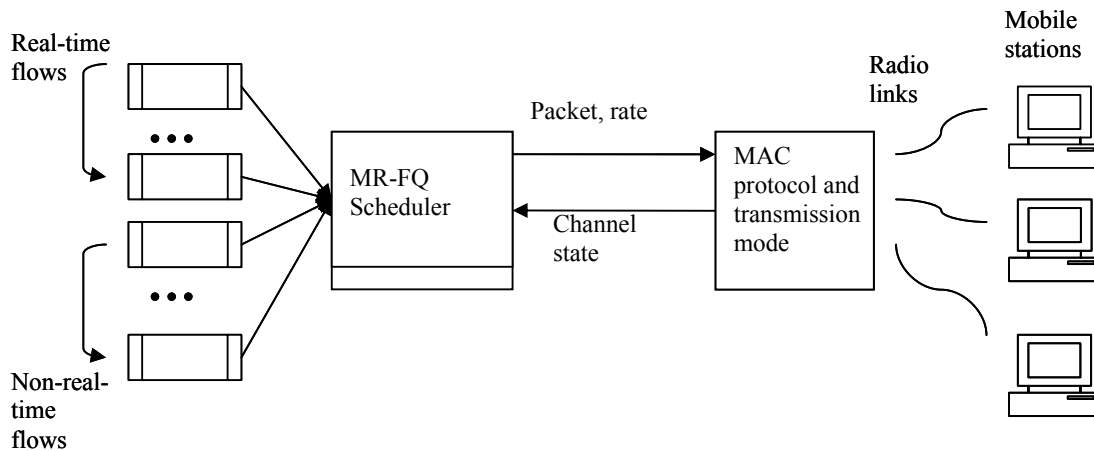 Real-time
flows
Non-real-
time
flows
MR-FQ
Scheduler
Packet, rate
Channel
state
MAC
protocol and
transmission
mode
Radio
links
Mobile
stations